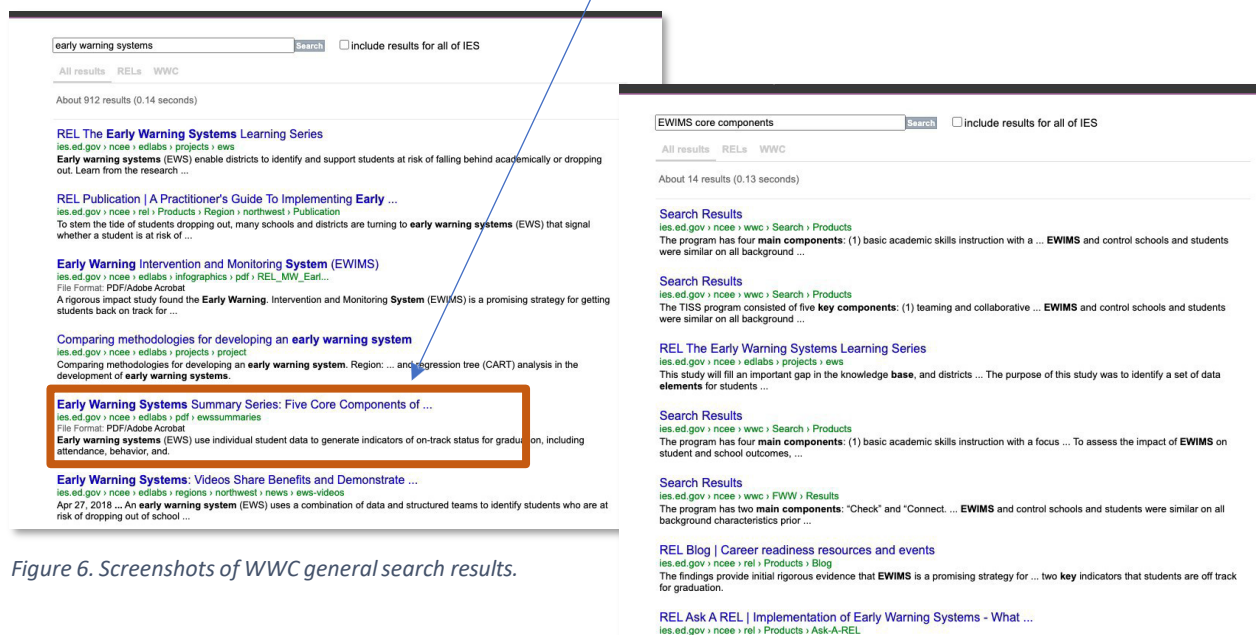 early warning systems
Search
include results for all of IES
All results RELs WWC
About 912 results (0.14 seconds)
REL The Early Warning Systems Learning Series
ies.ed.gov › ncee › edlabs › projects › ews
Early warning systems (EWS) enable districts to identify and support students at risk of falling behind academically or dropping
out. Learn from the research ...
REL Publication | A Practitioner's Guide To Implementing Early ...
ies.ed.gov › ncee › rel › Products › Region › northwest › Publication
To stem the tide of students dropping out, many schools and districts are turning to early warning systems (EWS) that signal
whether a student is at risk of ...
Early Warning Intervention and Monitoring System (EWIMS)
ies.ed.gov › ncee › edlabs › infographics › pdf › REL_MW_Earl...
File Format: PDF/Adobe Acrobat
A rigorous impact study found the Early Warning. Intervention and Monitoring System (EWIMS) is a promising strategy for getting
students back on track for ...
Comparing methodologies for developing an early warning system
ies.ed.gov › ncee › edlabs › projects › project
Comparing methodologies for developing an early warning system. Region: ... and regression tree (CART) analysis in the
development of early warning systems.
Early Warning Systems Summary Series: Five Core Components of ...
ies.ed.gov › ncee › edlabs › pdf › ewssummaries
File Format: PDF/Adobe Acrobat
Early warning systems (EWS) use individual student data to generate indicators of on-track status for graduation, including
attendance, behavior, and.
Early Warning Systems: Videos Share Benefits and Demonstrate ...
ies.ed.gov › ncee › edlabs › regions › northwest › news › ews-videos
Apr 27, 2018 ... An early warning system (EWS) uses a combination of data and structured teams to identify students who are at
risk of dropping out of school ...
Figure 6. Screenshots of WWC general search results.
EWIMS core components
Search
include results for all of IES
All results RELs WWC
About 14 results (0.13 seconds)
Search Results
ies.ed.gov › ncee › wwc › Search › Products
The program has four main components: (1) basic academic skills instruction with a ... EWIMS and control schools and students
were similar on all background ...
Search Results
ies.ed.gov › ncee › wwc › Search › Products
The TISS program consisted of five key components: (1) teaming and collaborative ... EWIMS and control schools and students
were similar on all background ...
REL The Early Warning Systems Learning Series
ies.ed.gov › ncee › edlabs › projects › ews
This study will fill an important gap in the knowledge base, and districts ... The purpose of this study was to identify a set of data
elements for students ...
Search Results
ies.ed.gov › ncee › wwc › Search › Products
The program has four main components: (1) basic academic skills instruction with a focus ... To assess the impact of EWIMS on
student and school outcomes, ...
Search Results
ies.ed.gov › ncee › wwc › FWW › Results
The program has two main components: “Check” and “Connect. ... EWIMS and control schools and students were similar on all
background characteristics prior ...
REL Blog | Career readiness resources and events
ies.ed.gov › ncee › rel › Products › Blog
The findings provide initial rigorous evidence that EWIMS is a promising strategy for ... two key indicators that students are off track
for graduation.
REL Ask A REL | Implementation of Early Warning Systems - What ...
ies.ed.gov › ncee › rel › Products › Ask-A-REL